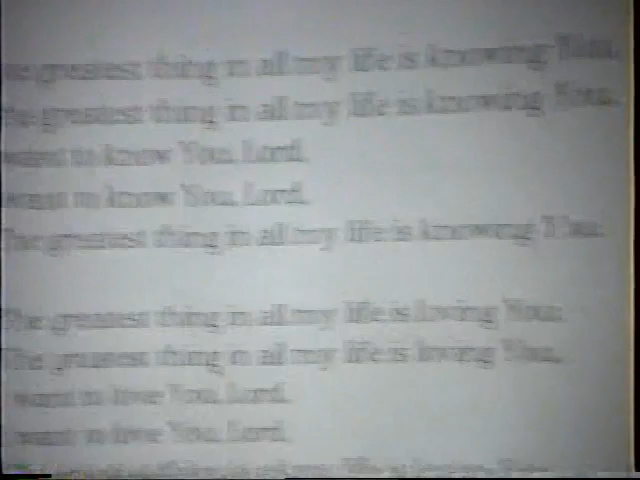 The greatest thing in all my life is knowing You.
The greatest thing in all my life is knowing You.
want to know You, Lord.
want to know You, Lord.
The greatest thing in all my life is knowing You.
The greatest thing in all my life is loving You.
The greatest thing in all my life is loving You.
want to love You, Lord.
want to love You, Lord.